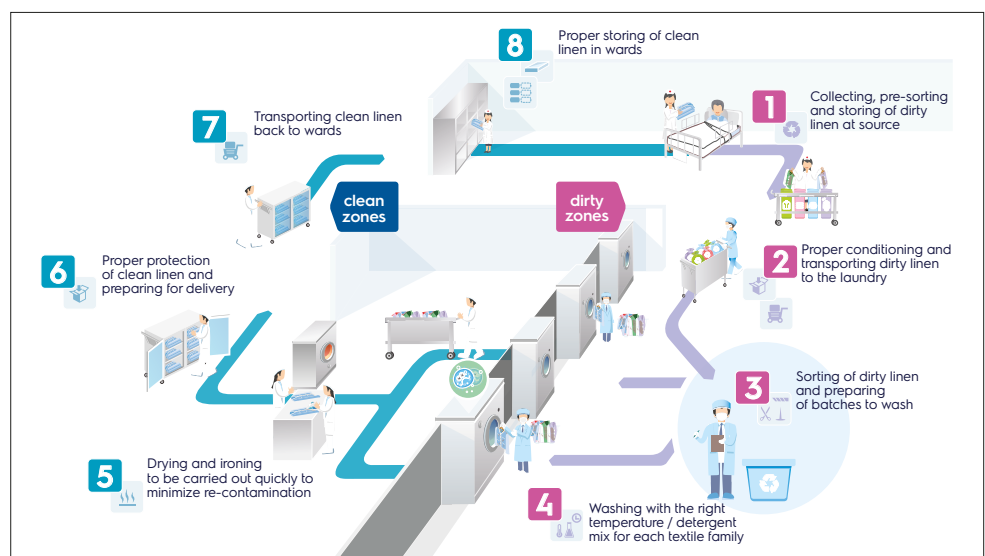 8
Proper storing of clean
linen in wards
1
Collecting, pre-sorting
and storing of dirty
linen at source
7
Transporting clean linen
back to wards
clean
zones
dirty
zones
6
Proper protection
of clean linen and
preparing for delivery
2
Proper conditioning and
transporting dirty linen
to the laundry
3
Sorting of dirty linen
and preparing
of batches to wash
5
Drying and ironing
to be carried out quickly to
minimize re-contamination
4
Washing with the right
temperature / detergent
mix for each textile family